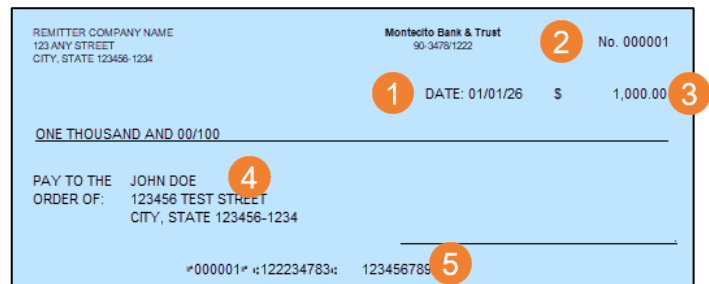 REMITTER COMPANY NAME
123 ANY STREET
CITY, STATE 123456-1234
Montecito Bank & Trust
90-3478/1222
2
No. 000001
1
DATE: 01/01/26
$ 1,000.00
3
ONE THOUSAND AND 00/100
PAY TO THE ORDER OF:
JOHN DOE
4
123456 TEST STREET
CITY, STATE 123456-1234
⑈000001⑈ ⑆122234783⑆ 123456789
5